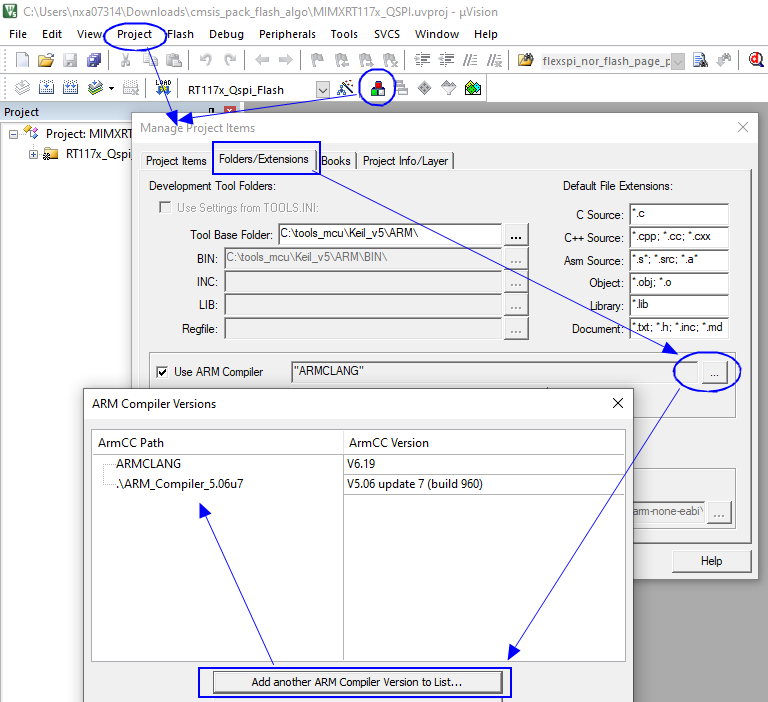 C:\Users\nxa07314\Downloads\cmsis_pack_flash_algo\MIMXRT117x_QSPI.uvproj - µVision
File Edit View Project Flash Debug Peripherals Tools SVCS Window Help
flexspi_nor_flash_page_p
LOAD RT117x_Qspi_Flash
Project
Project: MIMXRT
RT117x_Qspi
Manage Project Items
Project Items Folders/Extensions Books Project Info/Layer
Development Tool Folders: Default File Extensions:
Use Settings from TOOLS.INI:
C Source: *.c
Tool Base Folder: C:\tools_mcu\Keil_v5\ARM\ ...
C++ Source: *.cpp; *.cc; *.cxx
BIN: C:\tools_mcu\Keil_v5\ARM\BIN\ ...
Asm Source: *.s*; *.src; *.a*
INC: ...
Object: *.obj; *.o
LIB: ...
Library: *.lib
Regfile: ...
Document: *.txt; *.h; *.inc; *.md
Use ARM Compiler "ARMCLANG" ...
ARM Compiler Versions
ArmCC Path ArmCC Version
ARMCLANG V6.19
.\ARM_Compiler_5.06u7 V5.06 update 7 (build 960)
arm-none-eabi\ ...
Help
Add another ARM Compiler Version to List...